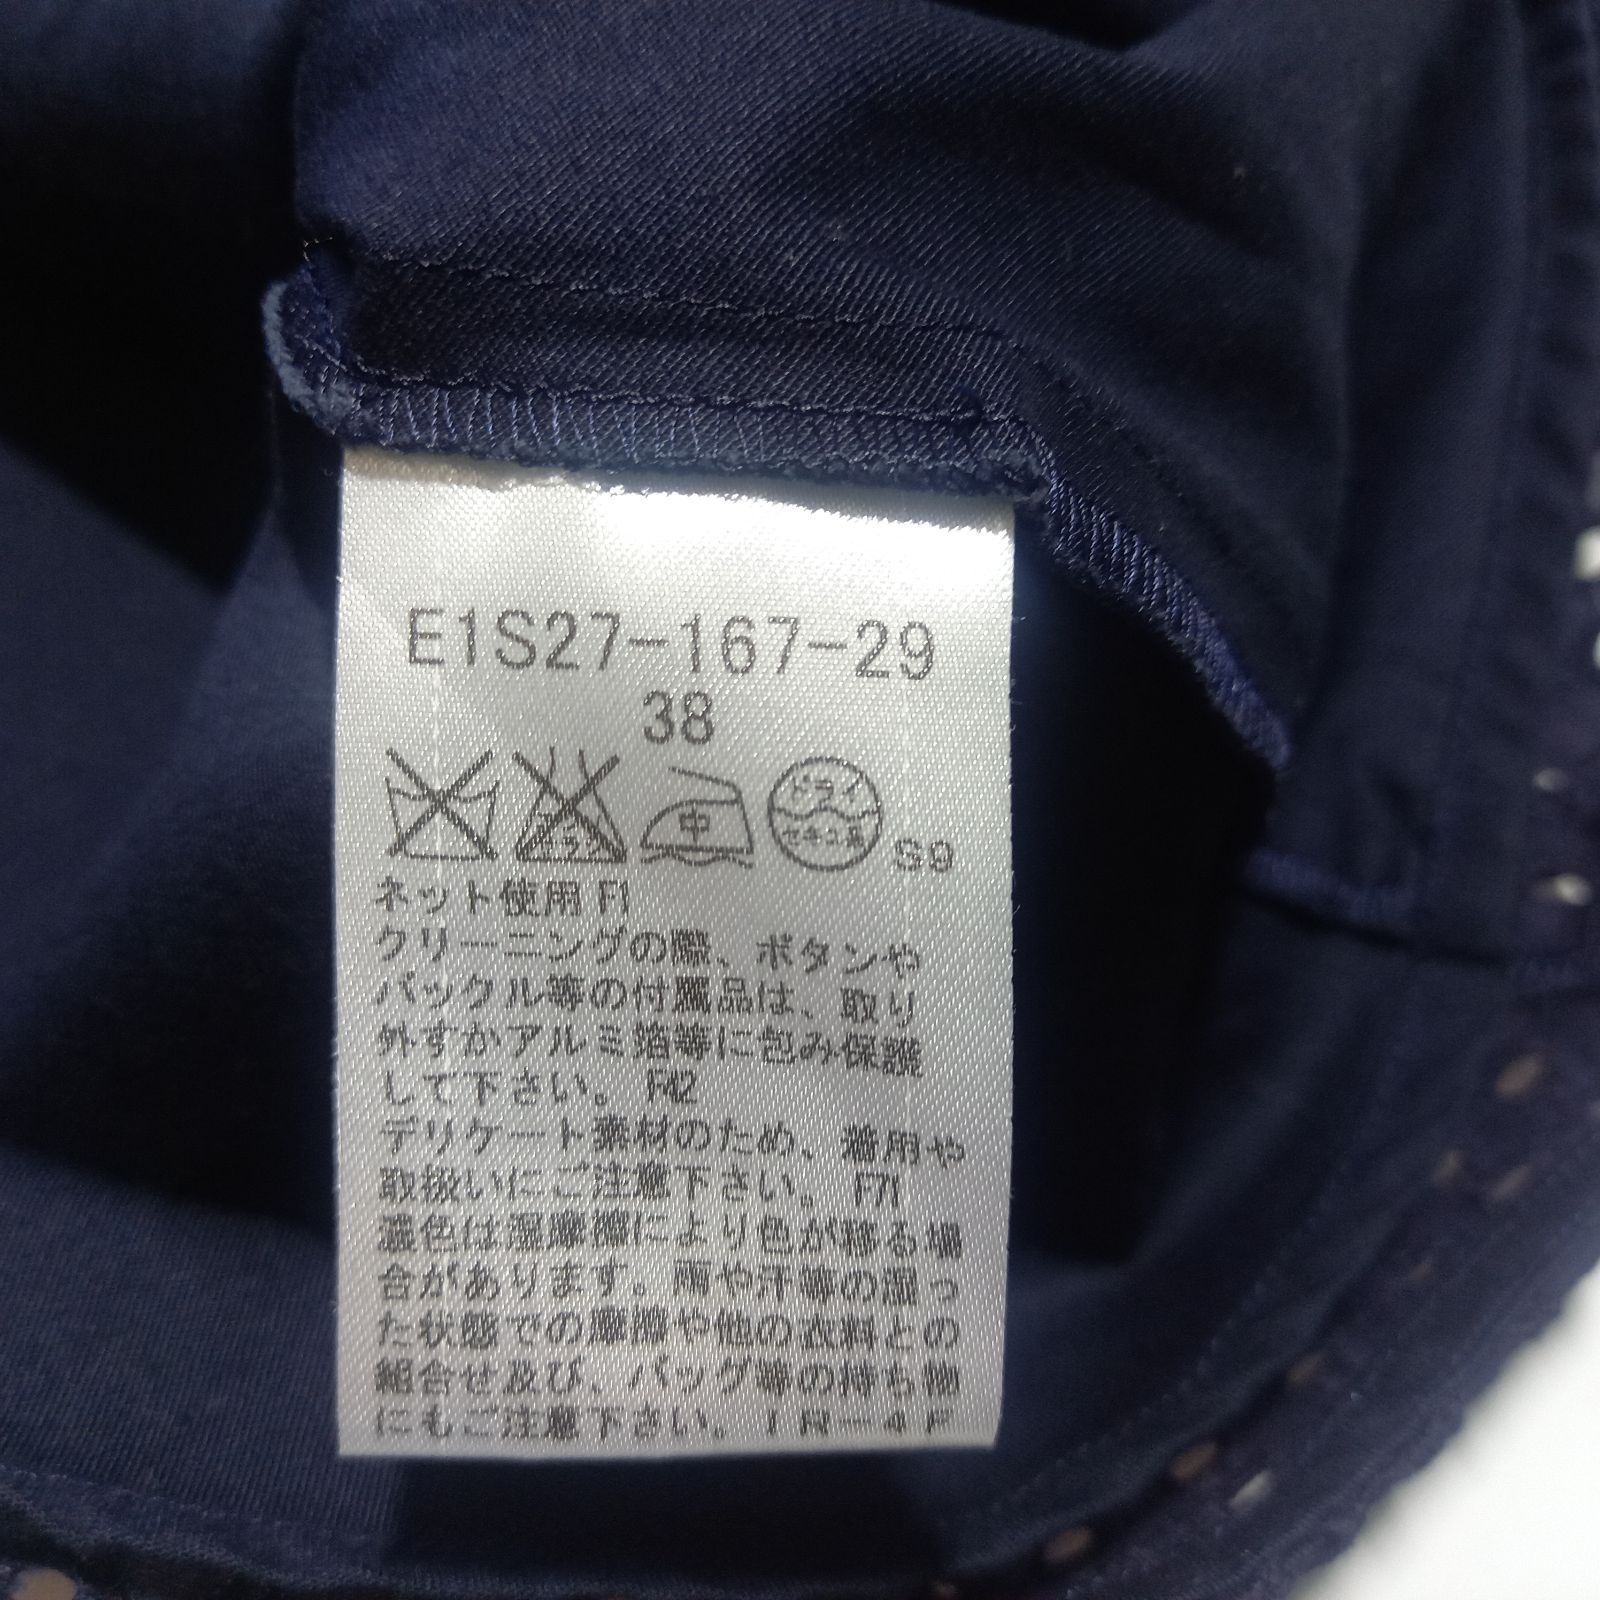 E1S27-167-29
38
エンソ
中
ドライ
セキユ系
S9
ネット使用 F1
クリーニングの際、ボタンや
バックル等の付属品は、取り
外すかアルミ箔等に包み保護
して下さい。 F42
デリケート素材のため、着用や
取扱いにご注意下さい。 F71
濃色は湿摩擦により色が移る場
合があります。雨や汗等の湿っ
た状態での摩擦や他の衣料との
組合せ及び、バッグ等の持ち物
にもご注意下さい。IR-4F